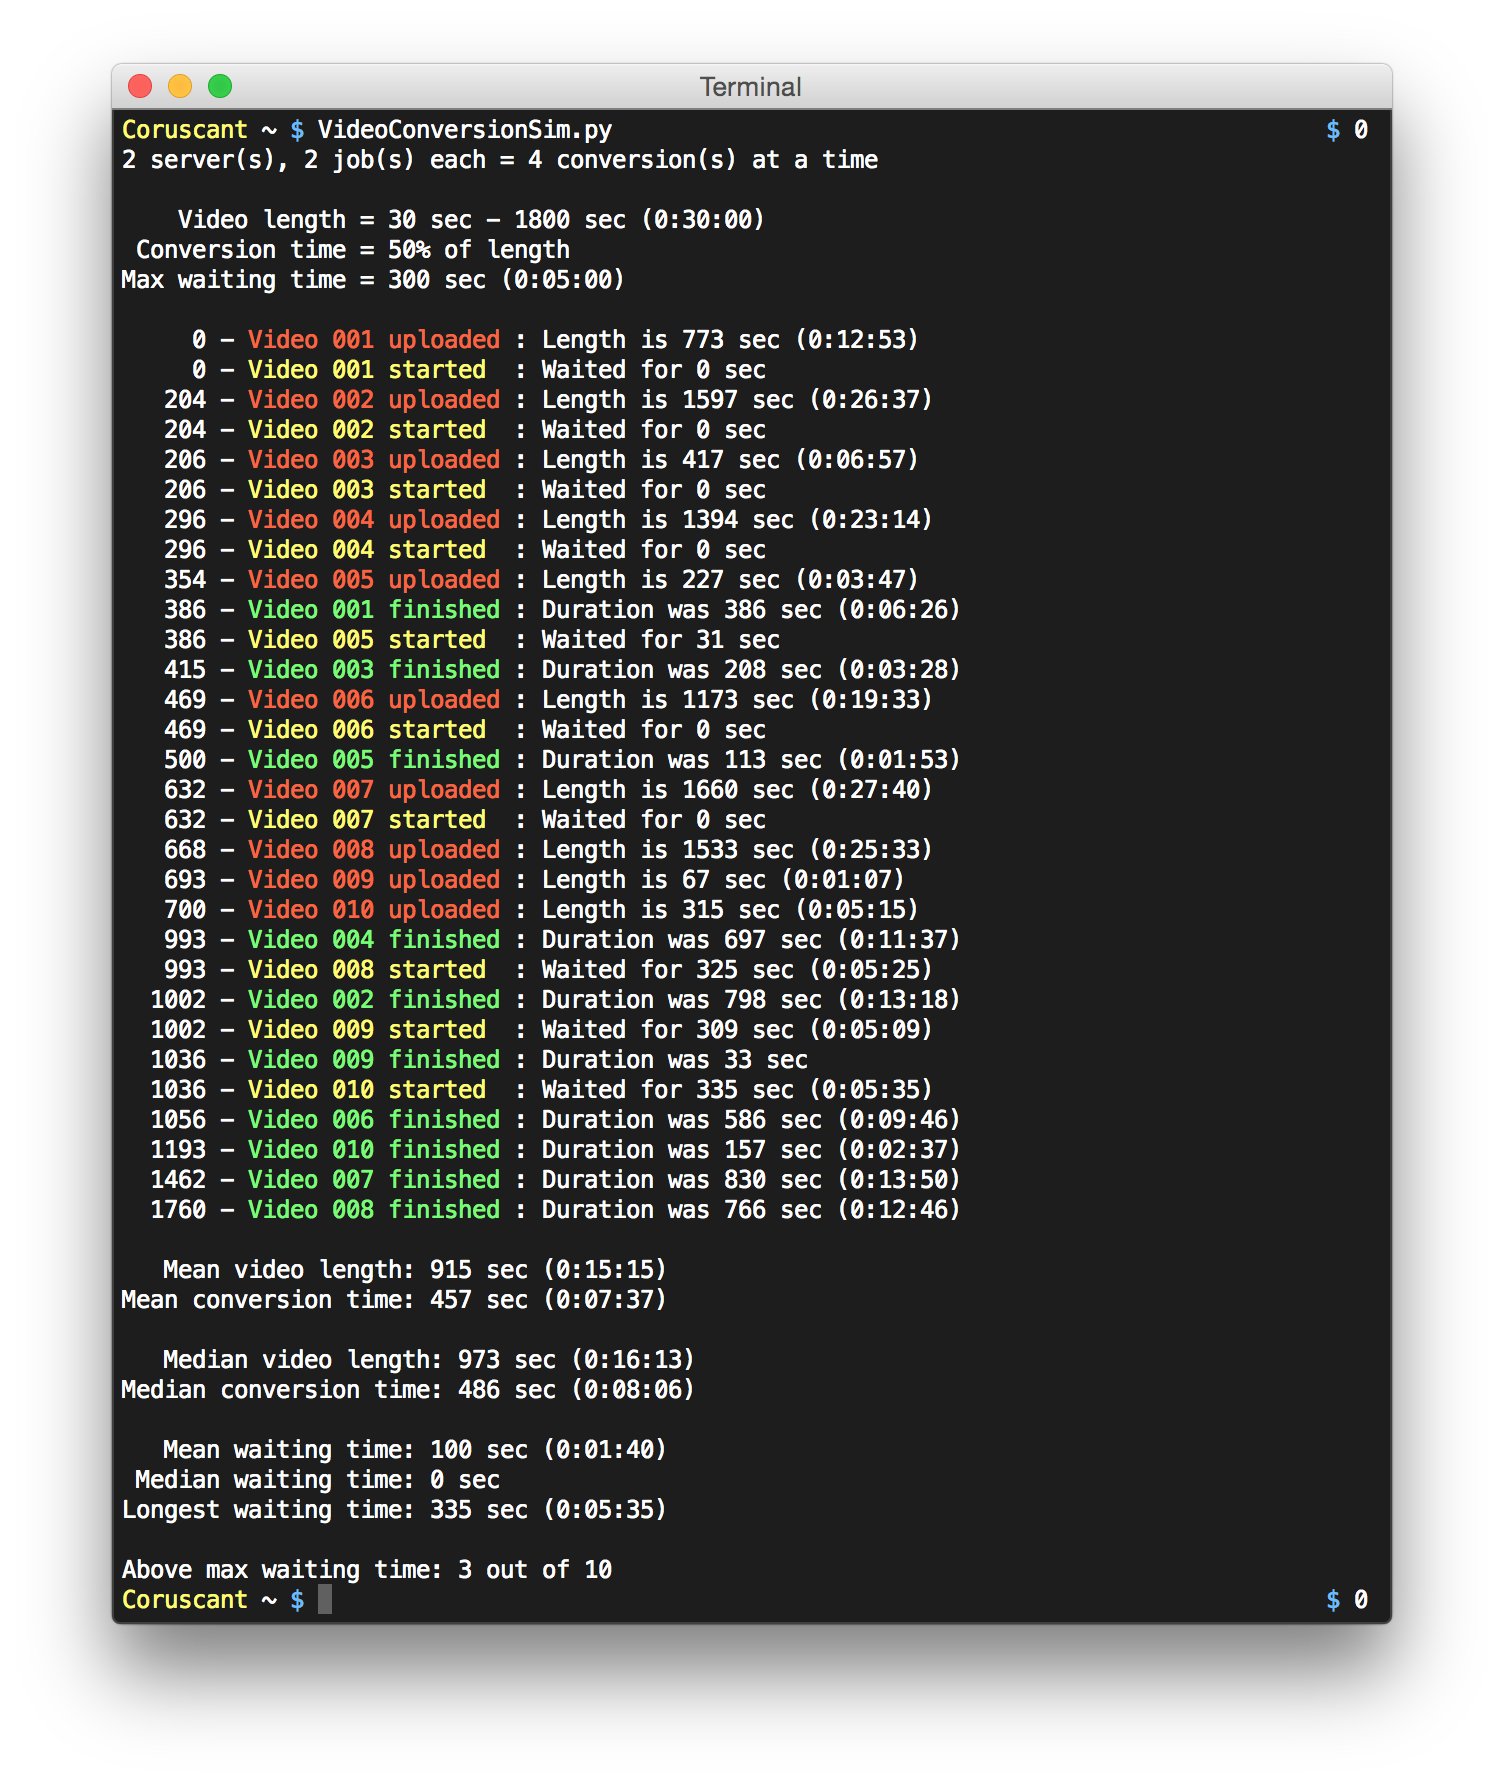 Terminal
Coruscant ~ $ VideoConversionSim.py $ 0
2 server(s), 2 job(s) each = 4 conversion(s) at a time
Video length = 30 sec - 1800 sec (0:30:00)
Conversion time = 50% of length
Max waiting time = 300 sec (0:05:00)
0 - Video 001 uploaded : Length is 773 sec (0:12:53)
0 - Video 001 started : Waited for 0 sec
204 - Video 002 uploaded : Length is 1597 sec (0:26:37)
204 - Video 002 started : Waited for 0 sec
206 - Video 003 uploaded : Length is 417 sec (0:06:57)
206 - Video 003 started : Waited for 0 sec
296 - Video 004 uploaded : Length is 1394 sec (0:23:14)
296 - Video 004 started : Waited for 0 sec
354 - Video 005 uploaded : Length is 227 sec (0:03:47)
386 - Video 001 finished : Duration was 386 sec (0:06:26)
386 - Video 005 started : Waited for 31 sec
415 - Video 003 finished : Duration was 208 sec (0:03:28)
469 - Video 006 uploaded : Length is 1173 sec (0:19:33)
469 - Video 006 started : Waited for 0 sec
500 - Video 005 finished : Duration was 113 sec (0:01:53)
632 - Video 007 uploaded : Length is 1660 sec (0:27:40)
632 - Video 007 started : Waited for 0 sec
668 - Video 008 uploaded : Length is 1533 sec (0:25:33)
693 - Video 009 uploaded : Length is 67 sec (0:01:07)
700 - Video 010 uploaded : Length is 315 sec (0:05:15)
993 - Video 004 finished : Duration was 697 sec (0:11:37)
993 - Video 008 started : Waited for 325 sec (0:05:25)
1002 - Video 002 finished : Duration was 798 sec (0:13:18)
1002 - Video 009 started : Waited for 309 sec (0:05:09)
1036 - Video 009 finished : Duration was 33 sec
1036 - Video 010 started : Waited for 335 sec (0:05:35)
1056 - Video 006 finished : Duration was 586 sec (0:09:46)
1193 - Video 010 finished : Duration was 157 sec (0:02:37)
1462 - Video 007 finished : Duration was 830 sec (0:13:50)
1760 - Video 008 finished : Duration was 766 sec (0:12:46)
Mean video length: 915 sec (0:15:15)
Mean conversion time: 457 sec (0:07:37)
Median video length: 973 sec (0:16:13)
Median conversion time: 486 sec (0:08:06)
Mean waiting time: 100 sec (0:01:40)
Median waiting time: 0 sec
Longest waiting time: 335 sec (0:05:35)
Above max waiting time: 3 out of 10
Coruscant ~ $ $ 0